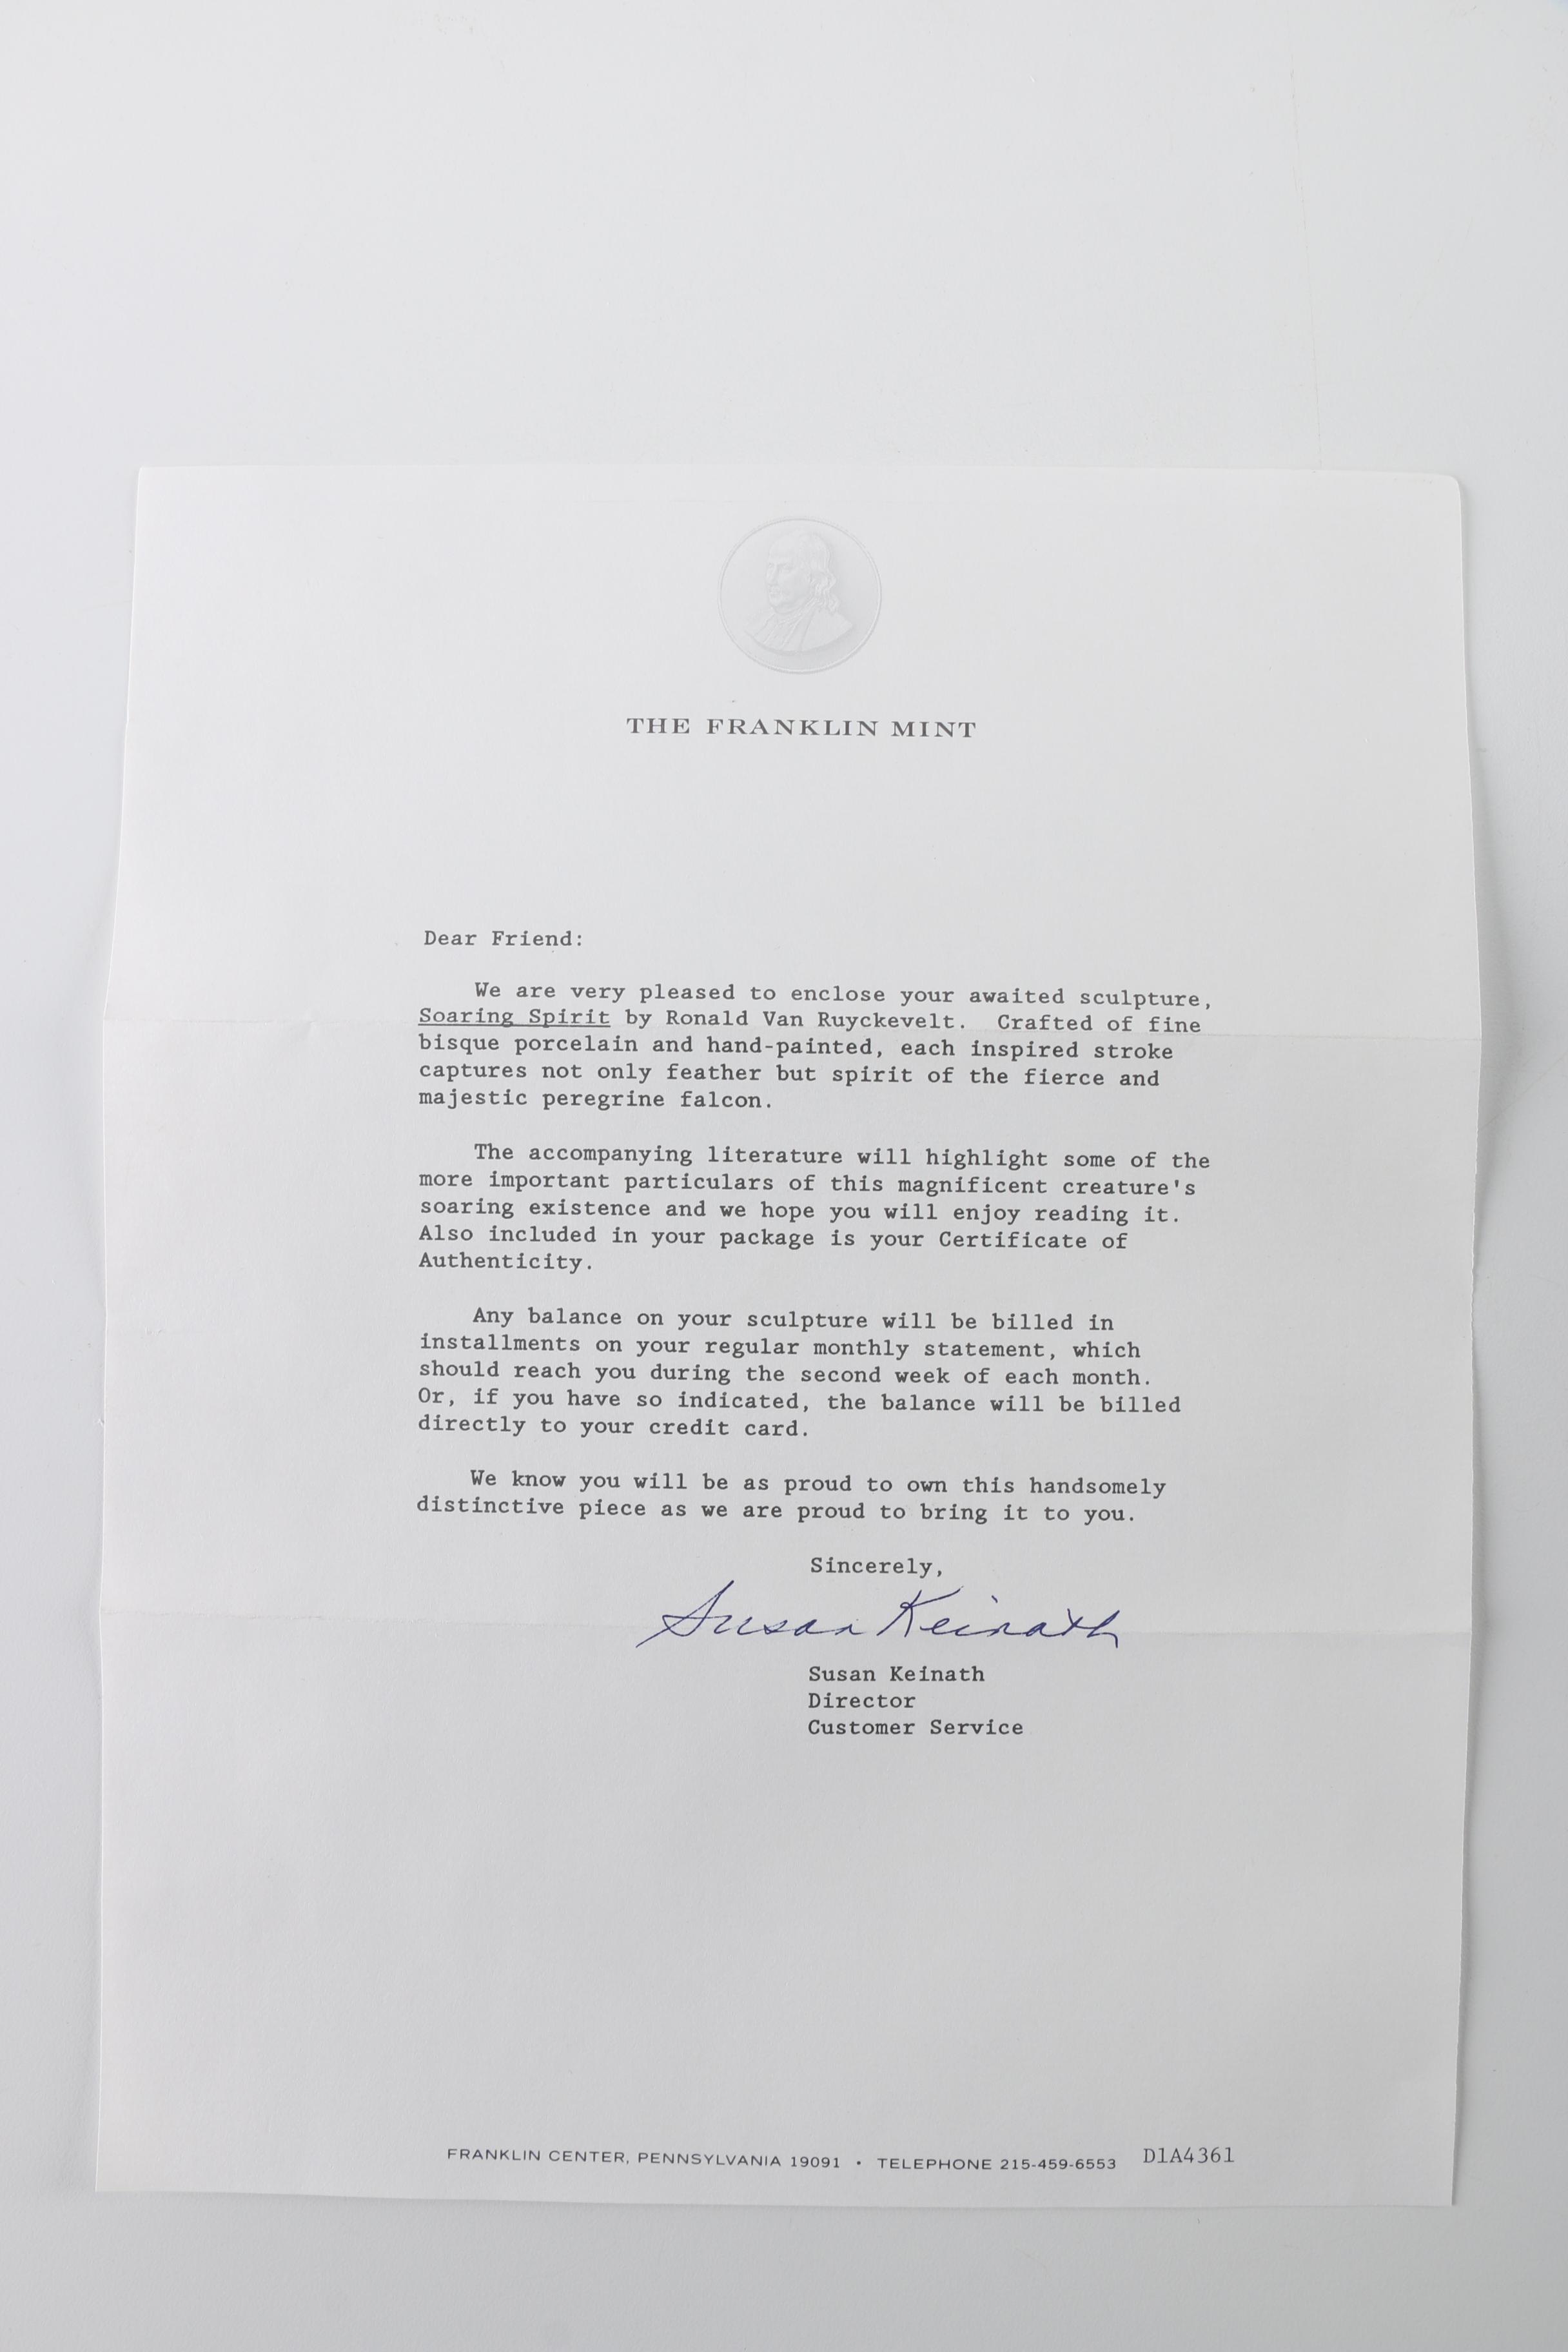 THE FRANKLIN MINT
Dear Friend:
We are very pleased to enclose your awaited sculpture,
Soaring Spirit by Ronald Van Ruyckevelt. Crafted of fine
bisque porcelain and hand-painted, each inspired stroke
captures not only feather but spirit of the fierce and
majestic peregrine falcon.
The accompanying literature will highlight some of the
more important particulars of this magnificent creature's
soaring existence and we hope you will enjoy reading it.
Also included in your package is your Certificate of
Authenticity.
Any balance on your sculpture will be billed in
installments on your regular monthly statement, which
should reach you during the second week of each month.
Or, if you have so indicated, the balance will be billed
directly to your credit card.
We know you will be as proud to own this handsomely
distinctive piece as we are proud to bring it to you.
Sincerely,
Susan Keinath
Susan Keinath
Director
Customer Service
FRANKLIN CENTER, PENNSYLVANIA 19091 • TELEPHONE 215-459-6553 D1A4361